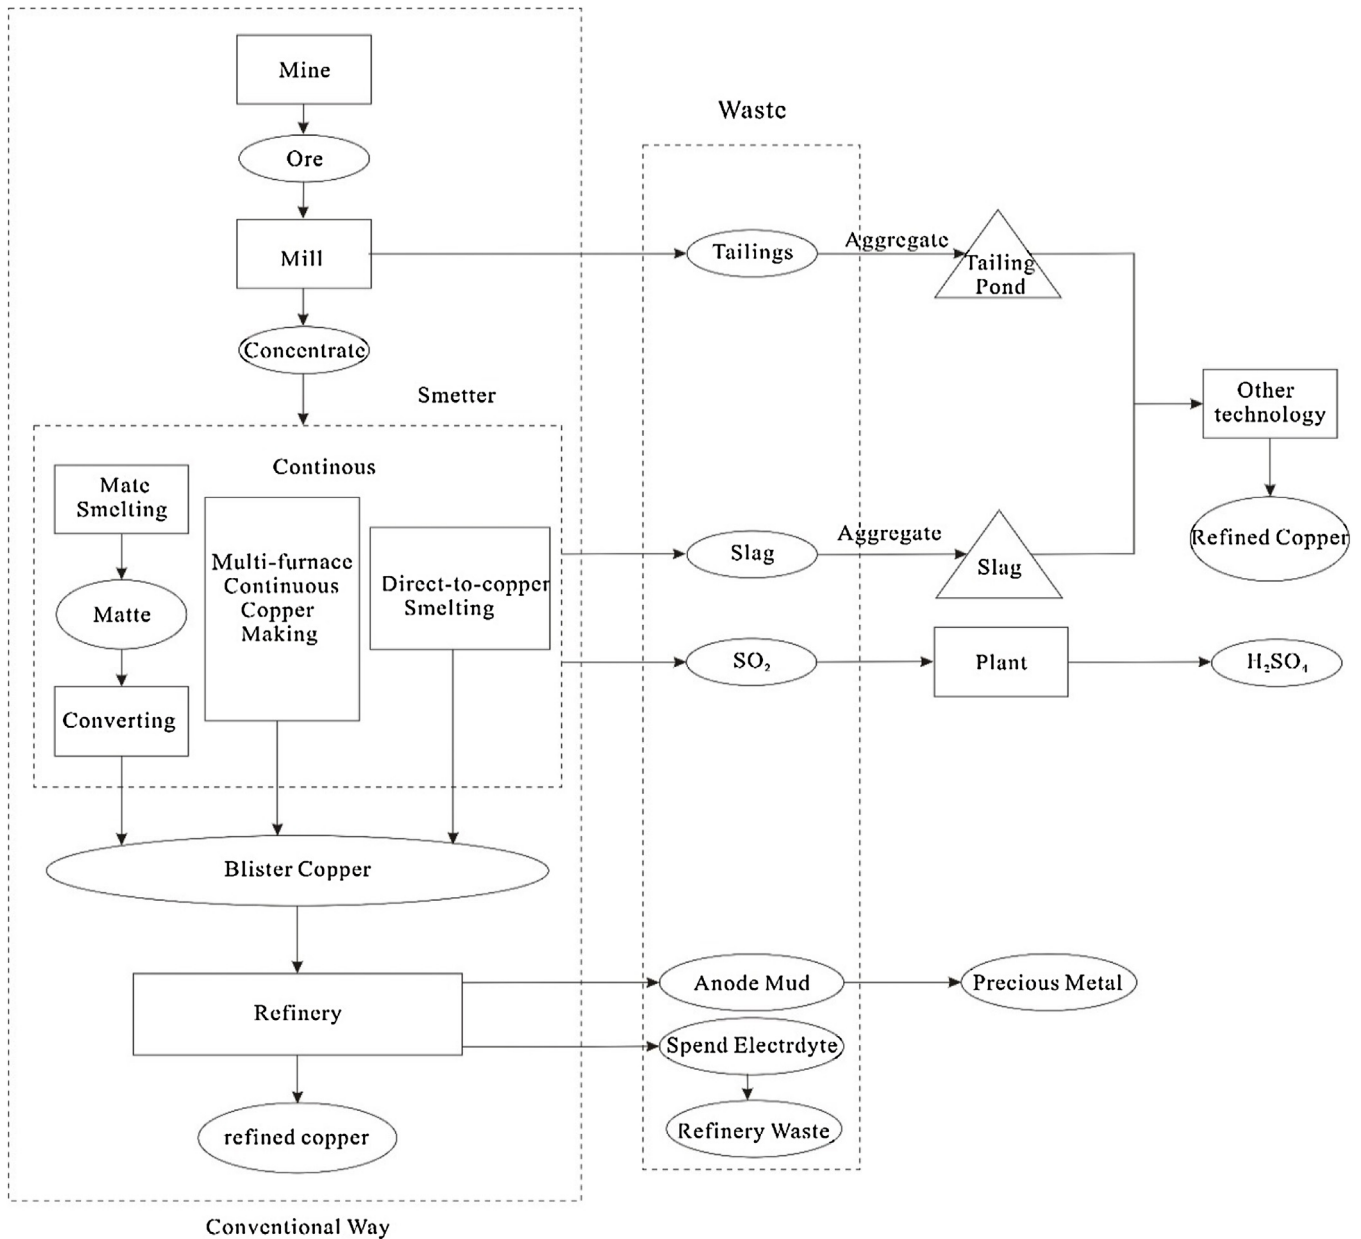 Mine
Waste
Ore
Mill
Tailings
Aggregate
Tailing
Pond
Concentrate
Smetter
Other
technology
Continous
Mate
Smelting
Multi-furnace
Continuous
Copper
Making
Direct-to-copper
Smelting
Slag
Aggregate
Slag
Refined Copper
Matte
SO₂
Plant
H₂SO₄
Converting
Blister Copper
Refinery
Anode Mud
Precious Metal
Spend Electrdyte
Refinery Waste
refined copper
Conventional Way